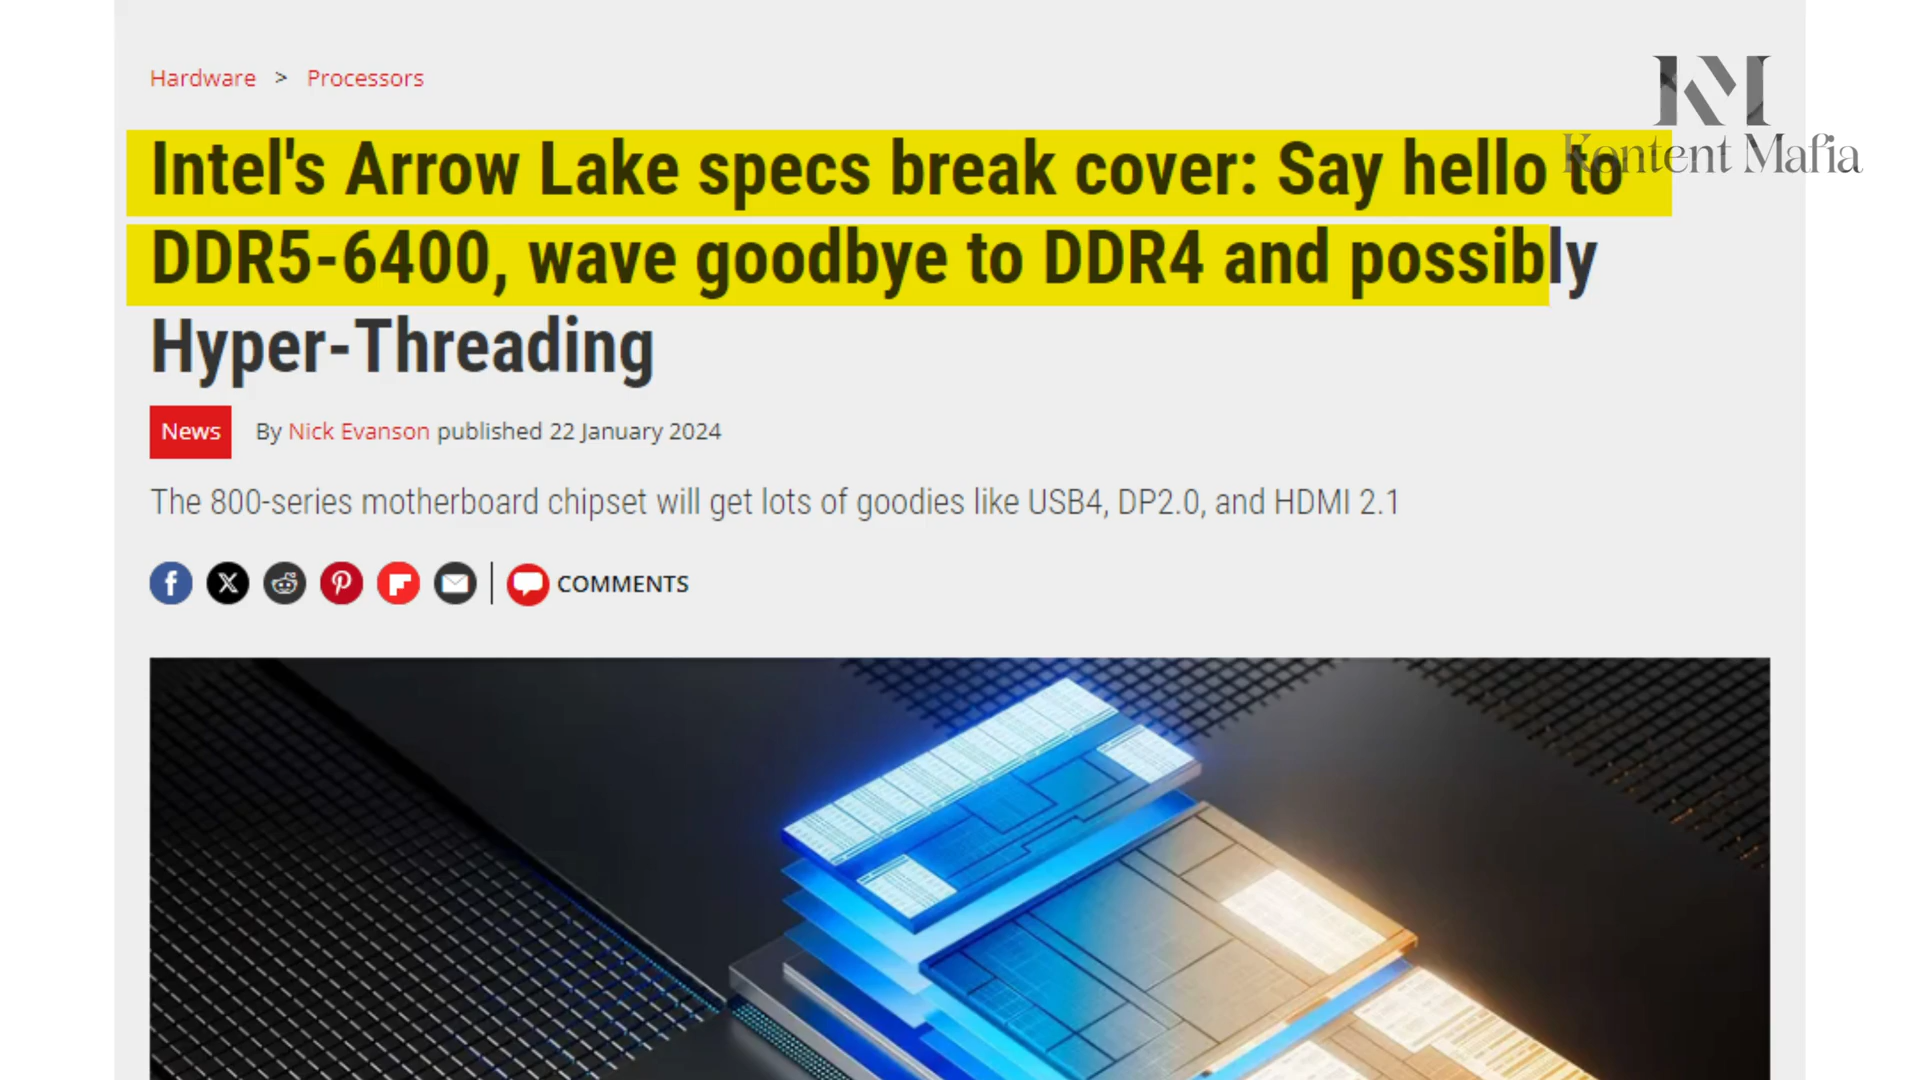 Hardware > Processors
KM
Kontent Mafia
Intel's Arrow Lake specs break cover: Say hello to
DDR5-6400, wave goodbye to DDR4 and possibly
Hyper-Threading
News By Nick Evanson published 22 January 2024
The 800-series motherboard chipset will get lots of goodies like USB4, DP2.0, and HDMI 2.1
COMMENTS